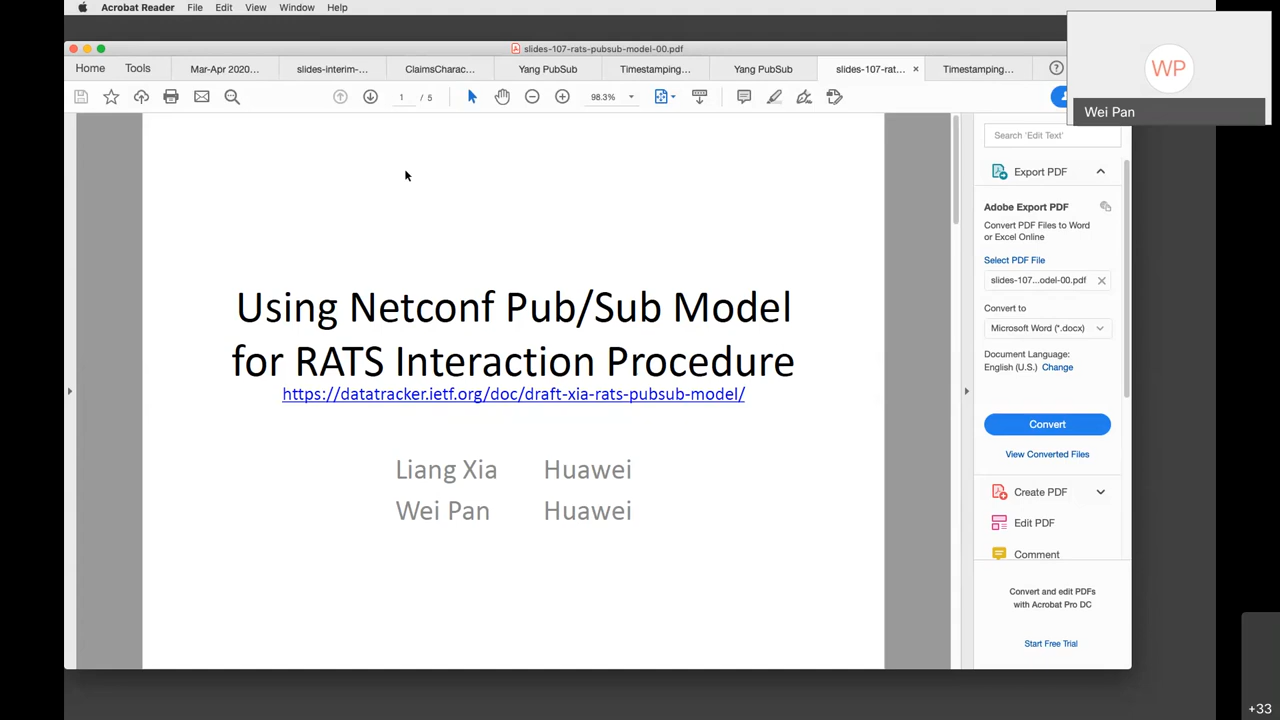 Acrobat Reader File Edit View Window Help
slides-107-rats-pubsub-model-00.pdf
Home Tools Mar-Apr 2020... slides-interim-... ClaimsCharac... Yang PubSub Timestamping... Yang PubSub slides-107-rat... × Timestamping...
1 / 5 98.3%
WP
Wei Pan
Using Netconf Pub/Sub Model
for RATS Interaction Procedure
https://datatracker.ietf.org/doc/draft-xia-rats-pubsub-model/
Liang Xia Huawei
Wei Pan Huawei
Search 'Edit Text'
Export PDF
Adobe Export PDF
Convert PDF Files to Word
or Excel Online
Select PDF File
slides-107...odel-00.pdf
Convert to
Microsoft Word (*.docx)
Document Language:
English (U.S.) Change
Convert
View Converted Files
Create PDF
Edit PDF
Comment
Convert and edit PDFs
with Acrobat Pro DC
Start Free Trial
+33